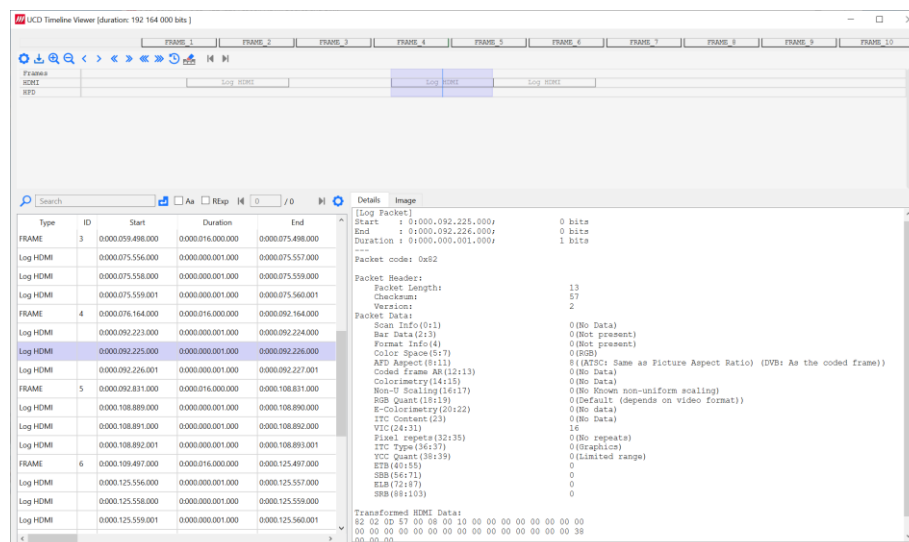 UCD Timeline Viewer [duration: 192 164 000 bits ]
FRAME_1 FRAME_2 FRAME_3 FRAME_4 FRAME_5 FRAME_6 FRAME_7 FRAME_8 FRAME_9 FRAME_10
Frames
HDMI Log HDMI Log HDMI Log HDMI
HPD
Search Aa RExp 0 / 0
Type ID Start Duration End
FRAME 3 0:000.059.498.000 0:000.016.000.000 0:000.075.498.000
Log HDMI 0:000.075.556.000 0:000.000.001.000 0:000.075.557.000
Log HDMI 0:000.075.558.000 0:000.000.001.000 0:000.075.559.000
Log HDMI 0:000.075.559.001 0:000.000.001.000 0:000.075.560.001
FRAME 4 0:000.076.164.000 0:000.016.000.000 0:000.092.164.000
Log HDMI 0:000.092.223.000 0:000.000.001.000 0:000.092.224.000
Log HDMI 0:000.092.225.000 0:000.000.001.000 0:000.092.226.000
Log HDMI 0:000.092.226.001 0:000.000.001.000 0:000.092.227.001
FRAME 5 0:000.092.831.000 0:000.016.000.000 0:000.108.831.000
Log HDMI 0:000.108.889.000 0:000.000.001.000 0:000.108.890.000
Log HDMI 0:000.108.891.000 0:000.000.001.000 0:000.108.892.000
Log HDMI 0:000.108.892.001 0:000.000.001.000 0:000.108.893.001
FRAME 6 0:000.109.497.000 0:000.016.000.000 0:000.125.497.000
Log HDMI 0:000.125.556.000 0:000.000.001.000 0:000.125.557.000
Log HDMI 0:000.125.558.000 0:000.000.001.000 0:000.125.559.000
Log HDMI 0:000.125.559.001 0:000.000.001.000 0:000.125.560.001
Details Image
[Log Packet]
Start : 0:000.092.225.000; 0 bits
End : 0:000.092.226.000; 0 bits
Duration : 0:000.000.001.000; 1 bits
---
Packet code: 0x82
Packet Header:
Packet Length: 13
Checksum: 57
Version: 2
Packet Data:
Scan Info(0:1) 0(No Data)
Bar Data(2:3) 0(Not present)
Format Info(4) 0(Not present)
Color Space(5:7) 0(RGB)
AFD Aspect(8:11) 8((ATSC: Same as Picture Aspect Ratio) (DVB: As the coded frame))
Coded frame AR(12:13) 0(No Data)
Colorimetry(14:15) 0(No Data)
Non-U Scaling(16:17) 0(No Known non-uniform scaling)
RGB Quant(18:19) 0(Default (depends on video format))
E-Colorimetry(20:22) 0(No data)
ITC Content(23) 0(No Data)
VIC(24:31) 16
Pixel repets(32:35) 0(No repeats)
ITC Type(36:37) 0(Graphics)
YCC Quant(38:39) 0(Limited range)
ETB(40:55) 0
SBB(56:71) 0
ELB(72:87) 0
SRB(88:103) 0
Transformed HDMI Data:
82 02 0D 57 00 08 00 10 00 00 00 00 00 00 00 00
00 00 00 00 00 00 00 00 00 00 00 00 00 00 00 38
00 00 00